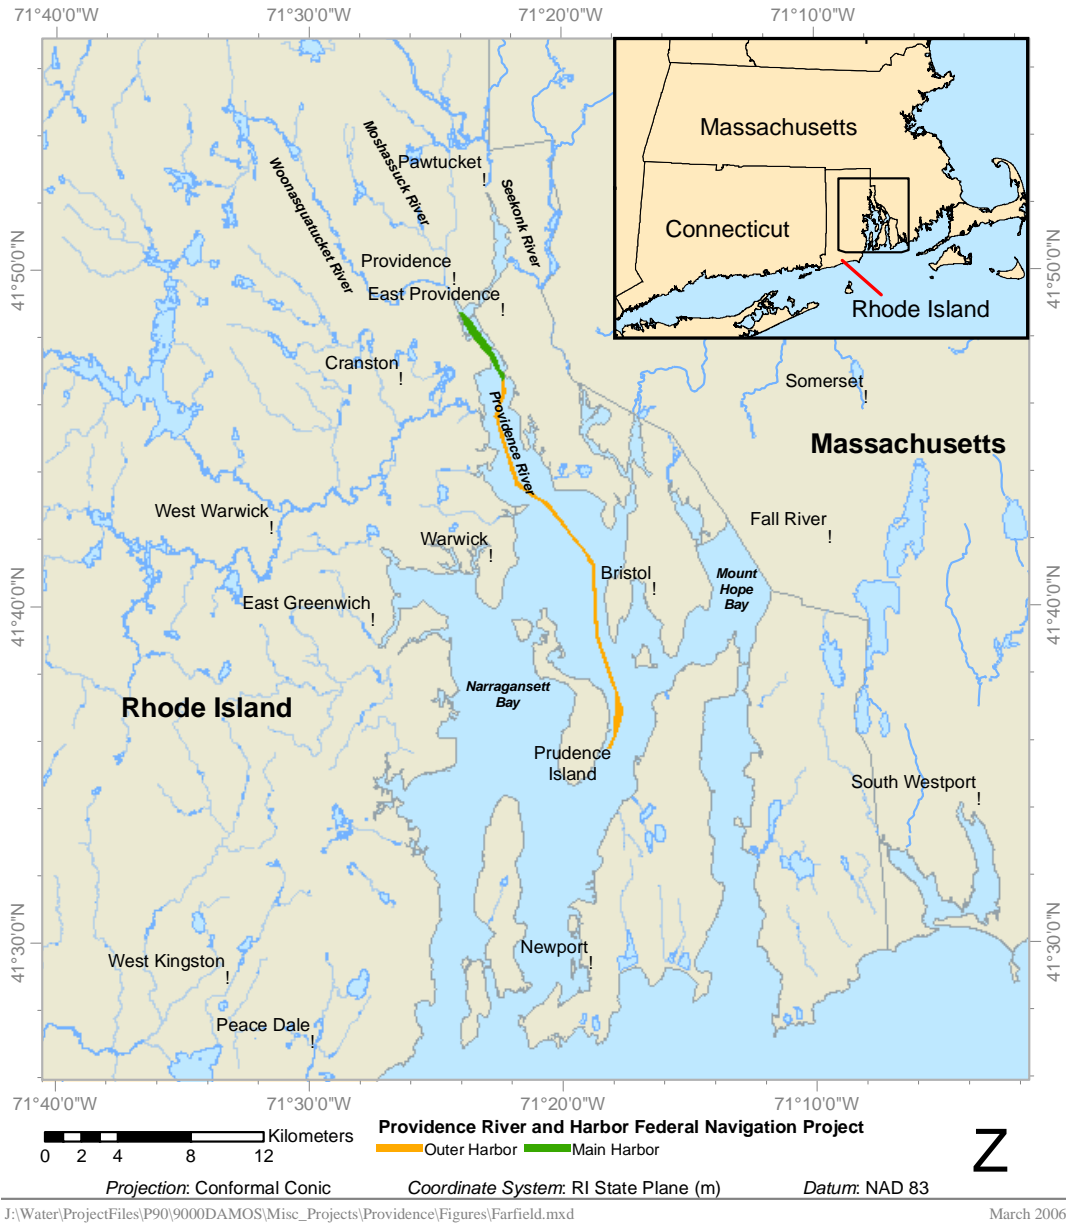 71°40'0"W
71°30'0"W
71°20'0"W
71°10'0"W
Massachusetts
Connecticut
Rhode Island
Moshassuck River
Pawtucket
!
Woonasquatucket River
Seekonk River
41°50'0"N
41°50'0"N
Providence
!
East Providence
!
Cranston
!
Somerset
!
Providence River
Massachusetts
West Warwick
!
Fall River
!
Warwick
!
Bristol
!
Mount
Hope
Bay
East Greenwich
!
41°40'0"N
41°40'0"N
Narragansett
Bay
Rhode Island
Prudence
Island
South Westport
!
41°30'0"N
41°30'0"N
Newport
!
West Kingston
!
Peace Dale
!
71°40'0"W
71°30'0"W
71°20'0"W
71°10'0"W
Kilometers
0 2 4 8 12
Providence River and Harbor Federal Navigation Project
Outer Harbor
Main Harbor
Z
Projection: Conformal Conic
Coordinate System: RI State Plane (m)
Datum: NAD 83
J:\Water\ProjectFiles\P90\9000DAMOS\Misc_Projects\Providence\Figures\Farfield.mxd
March 2006